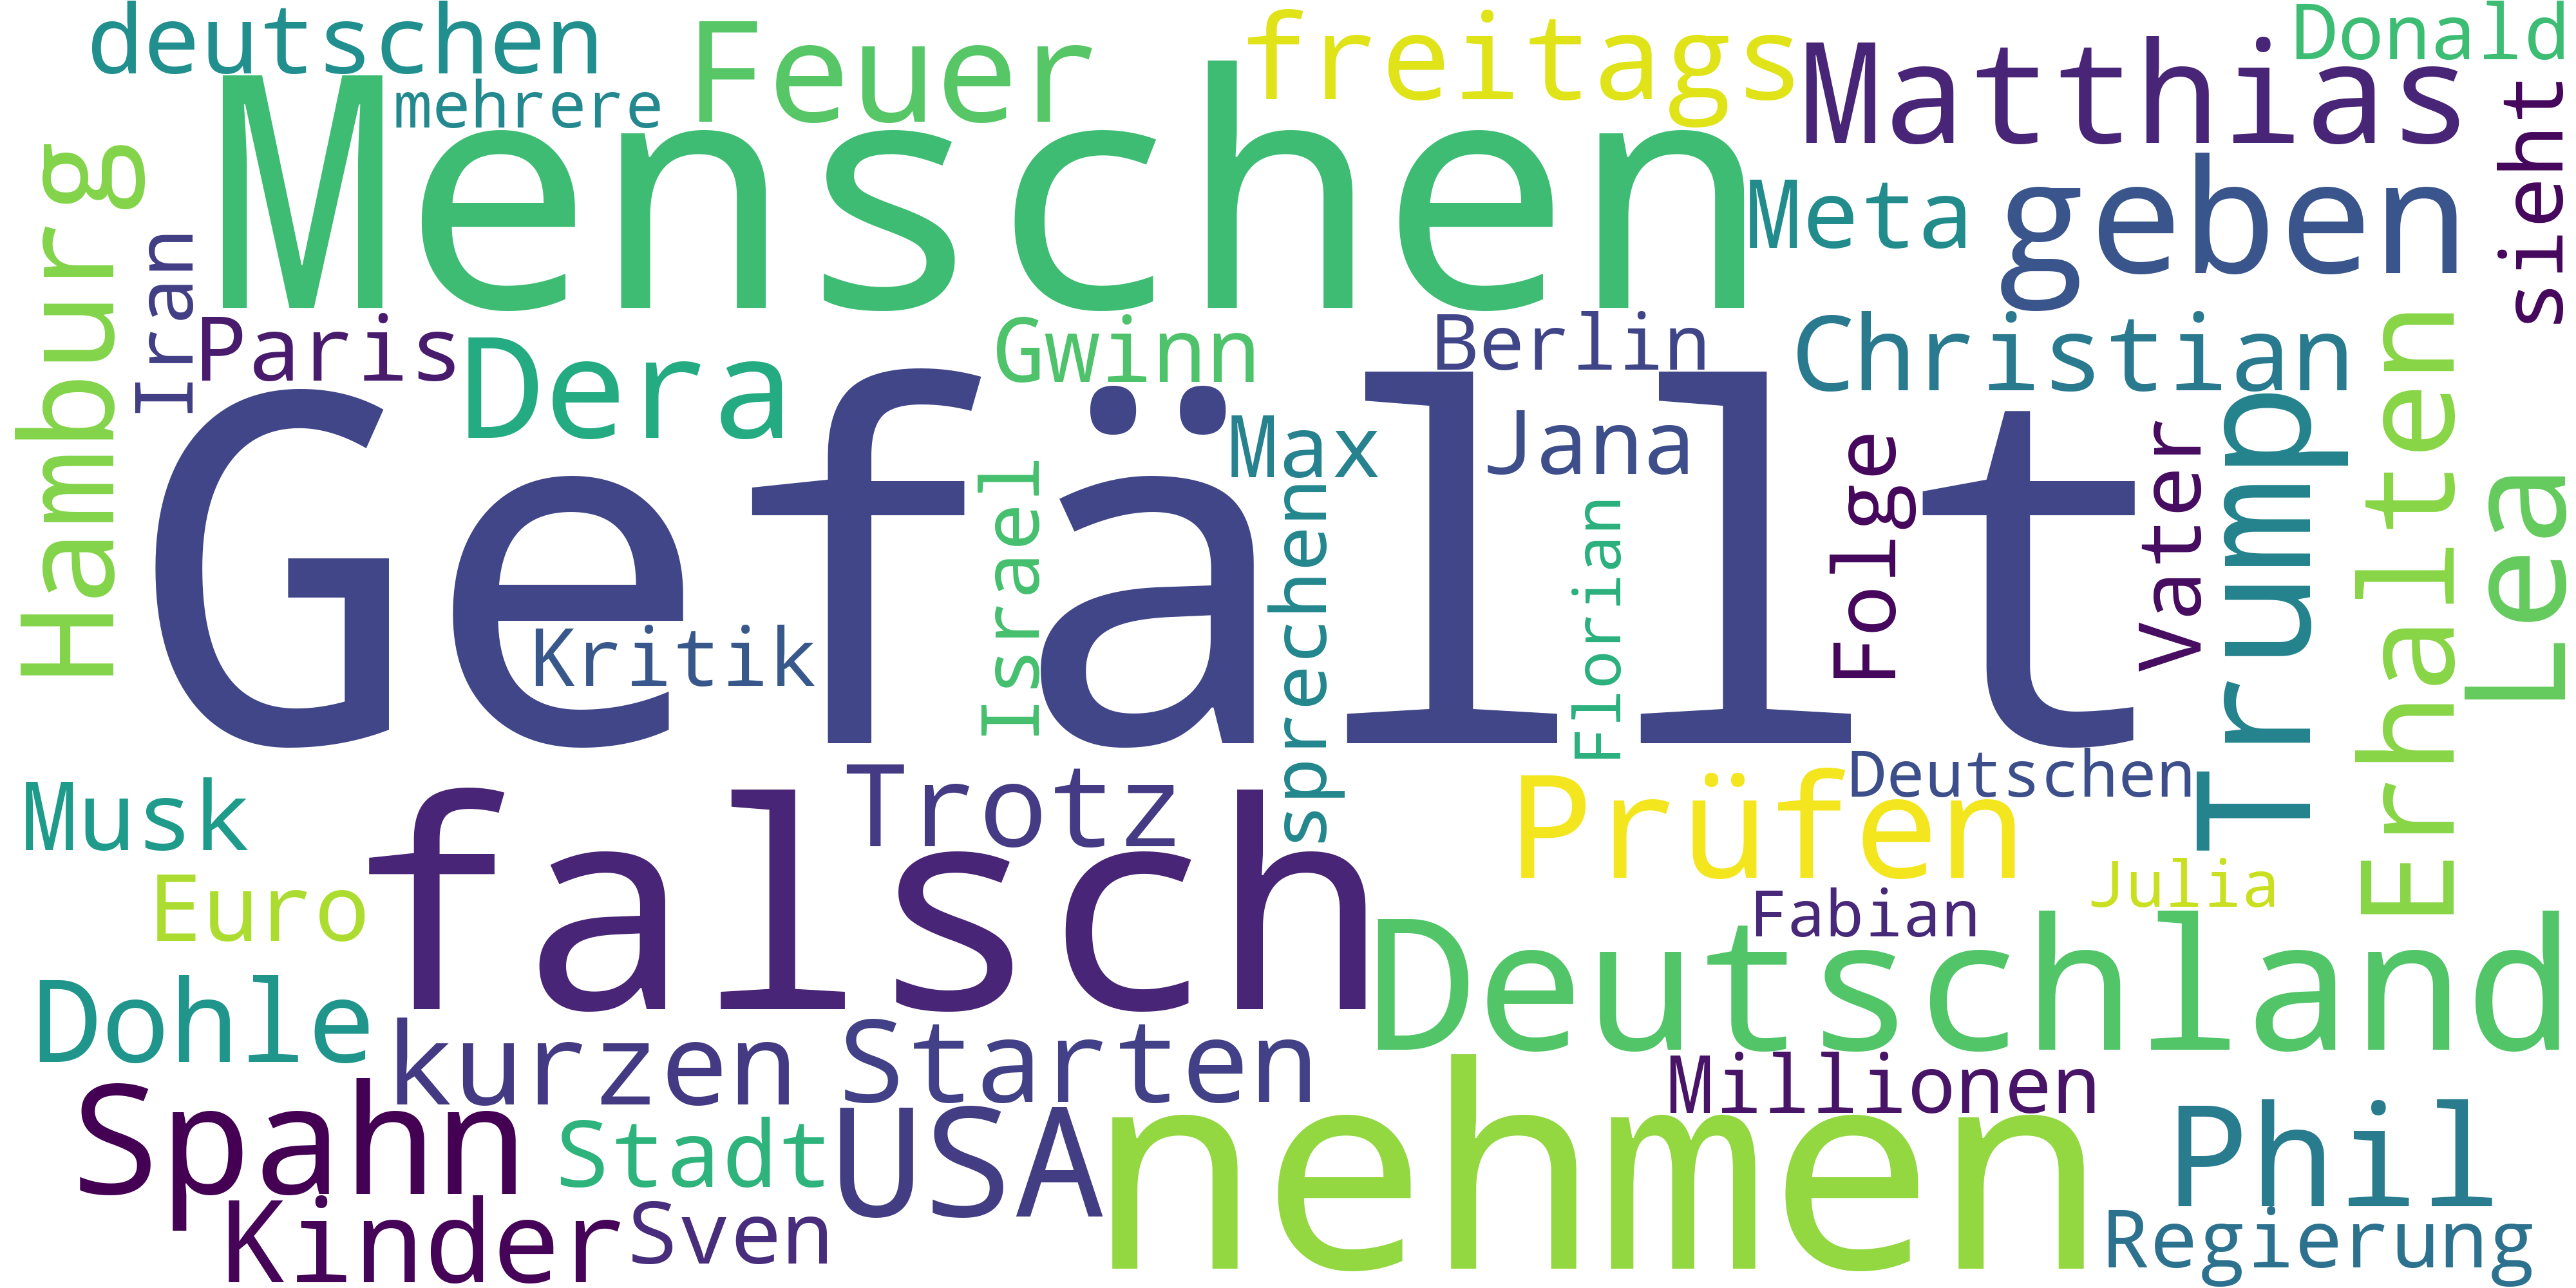 deutschen
Feuer
freitags
Donald
mehrere
Menschen
Matthias
sieht
Meta
geben
Hamburg
Iran
Paris
Dera
Gwinn
Berlin
Christian
Gefällt
Max
Jana
Kritik
Israel
sprechen
Florian
Folge
Vater
Trump
Erhalten
Lea
Musk
falsch
Trotz
Prüfen
Deutschen
Euro
Fabian
Julia
Deutschland
Dohle
kurzen
Starten
Millionen
Spahn
Stadt
USA
nehmen
Phil
Kinder
Sven
Regierung